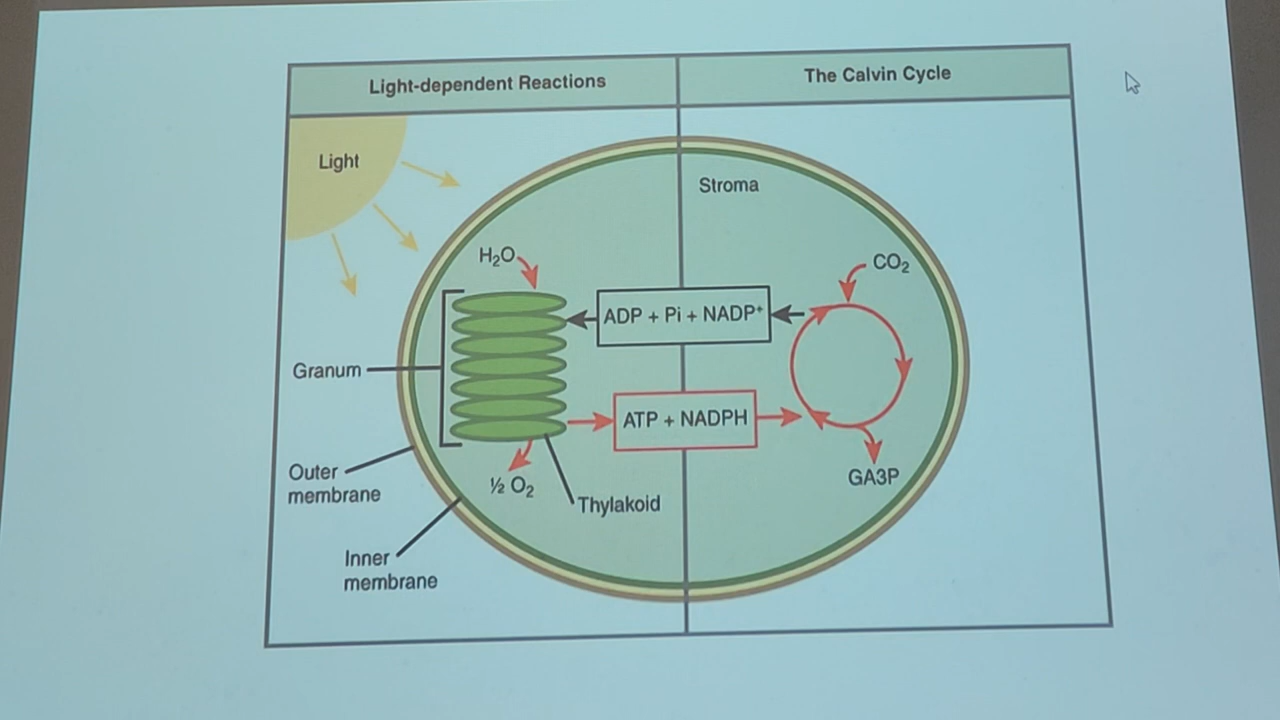 Light-dependent Reactions
The Calvin Cycle
Light
Stroma
H₂O
CO₂
ADP + Pi + NADP⁺
Granum
ATP + NADPH
Outer
membrane
½ O₂
Thylakoid
GA3P
Inner
membrane